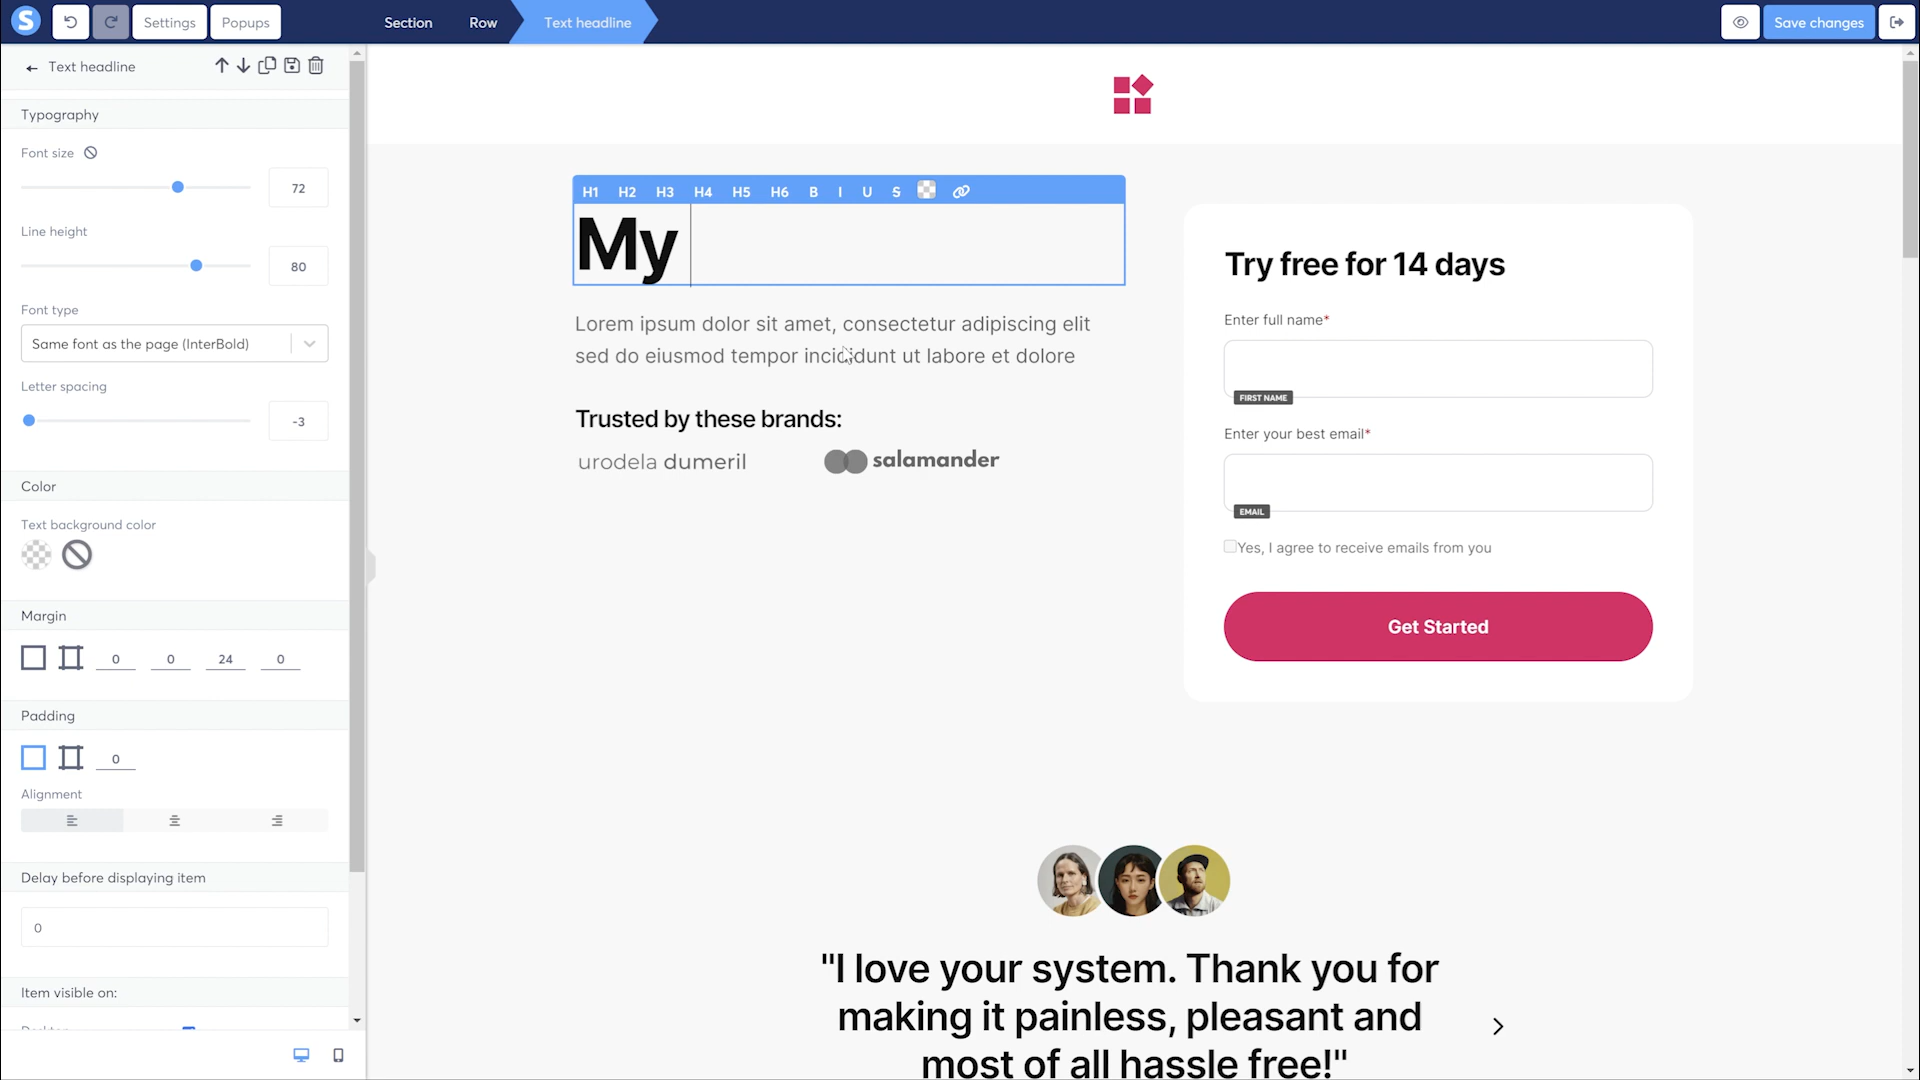 S
Settings
Popups
Section
Row
Text headline
Save changes
Text headline
Typography
Font size
72
Line height
80
Font type
Same font as the page (InterBold)
Letter spacing
-3
Color
Text background color
Margin
0
0
24
0
Padding
0
Alignment
Delay before displaying item
0
Item visible on:
Desktop
H1 H2 H3 H4 H5 H6 B I U S
My
Lorem ipsum dolor sit amet, consectetur adipiscing elit
sed do eiusmod tempor incididunt ut labore et dolore
Trusted by these brands:
urodela dumeril
salamander
Try free for 14 days
Enter full name*
FIRST NAME
Enter your best email*
EMAIL
Yes, I agree to receive emails from you
Get Started
"I love your system. Thank you for
making it painless, pleasant and
most of all hassle free!"